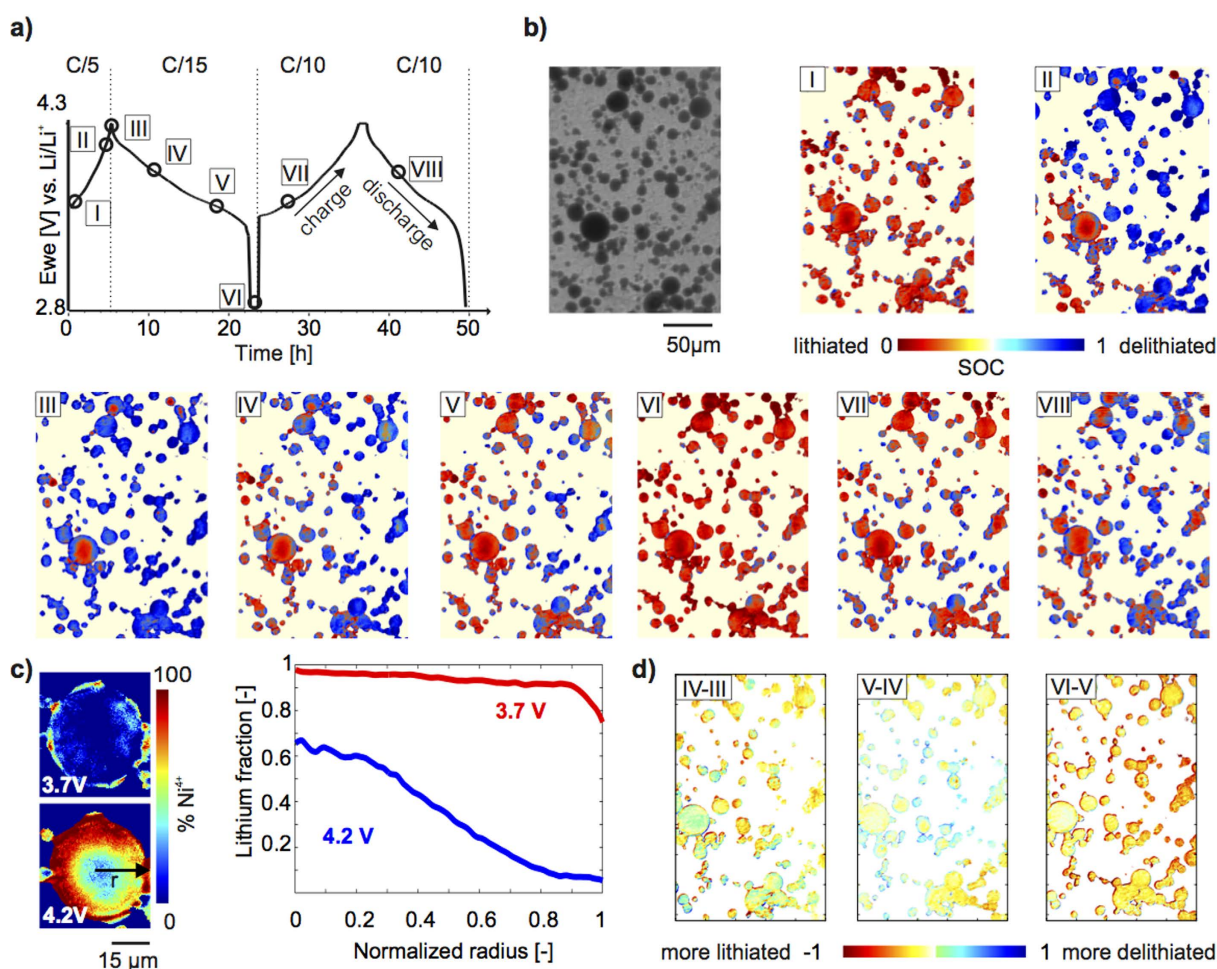 a)
C/5 C/15 C/10 C/10
4.3
2.8
Ewe [V] vs. Li/Li⁺
I
II
III
IV
V
VI
VII
VIII
charge
discharge
0 10 20 30 40 50
Time [h]
b)
I
II
50µm
lithiated 0 1 delithiated
SOC
III
IV
V
VI
VII
VIII
c)
3.7V
4.2V
r
100
0
% Ni⁴⁺
15 µm
1
0.8
0.6
0.4
0.2
Lithium fraction [-]
3.7 V
4.2 V
0 0.2 0.4 0.6 0.8 1
Normalized radius [-]
d)
IV-III
V-IV
VI-V
more lithiated -1 1 more delithiated